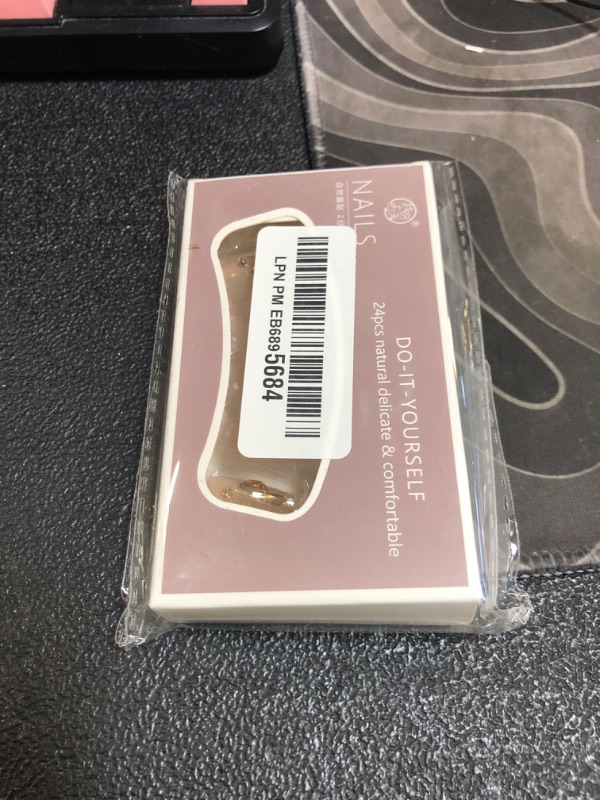 ®
NAILS
DO-IT-YOURSELF
24pcs natural delicate & comfortable
LPN PM EB6895684